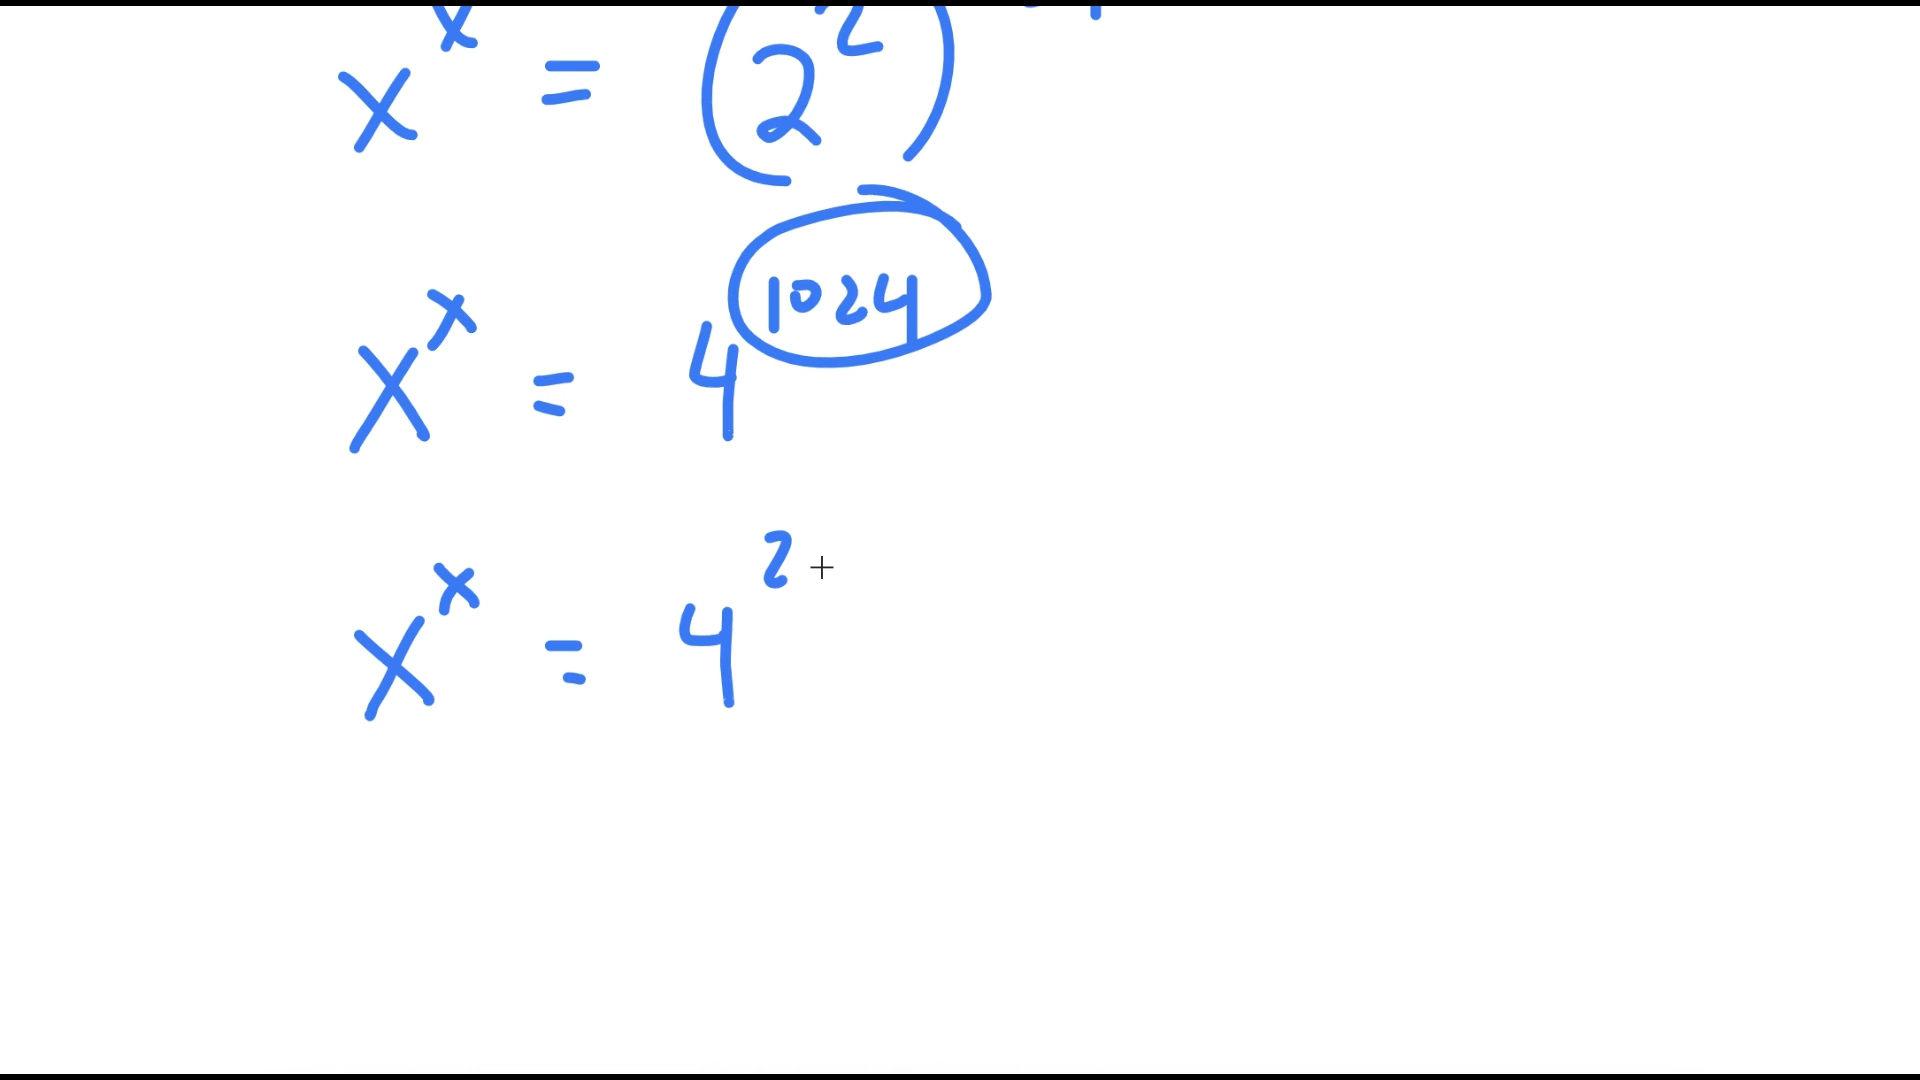 x^x = (2^2)
x^x = 4^1024
x^x = 4^2